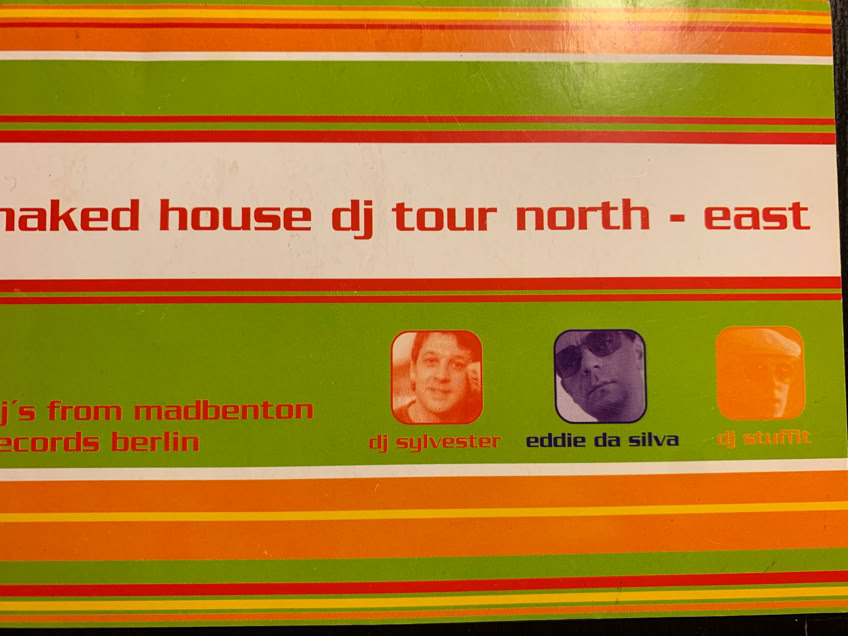 naked house dj tour north - east
j´s from madbenton
ecords berlin
dj sylvester
eddie da silva
dj stuffit